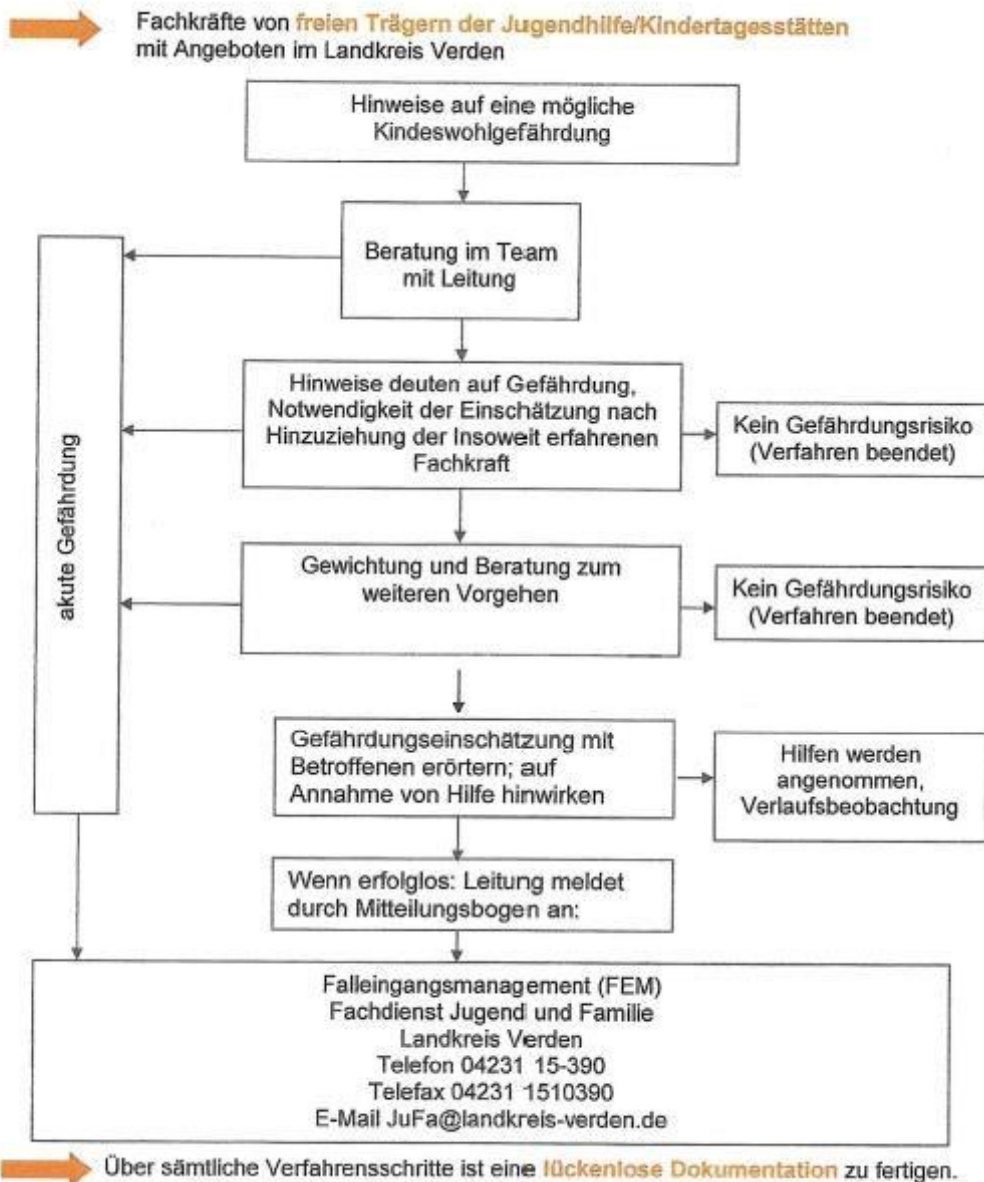 Fachkräfte von freien Trägern der Jugendhilfe/Kindertagesstätten
mit Angeboten im Landkreis Verden
Hinweise auf eine mögliche
Kindeswohlgefährdung
Beratung im Team
mit Leitung
akute Gefährdung
Hinweise deuten auf Gefährdung,
Notwendigkeit der Einschätzung nach
Hinzuziehung der Insoweit erfahrenen
Fachkraft
Kein Gefährdungsrisiko
(Verfahren beendet)
Gewichtung und Beratung zum
weiteren Vorgehen
Kein Gefährdungsrisiko
(Verfahren beendet)
Gefährdungseinschätzung mit
Betroffenen erörtern; auf
Annahme von Hilfe hinwirken
Hilfen werden
angenommen,
Verlaufsbeobachtung
Wenn erfolglos: Leitung meldet
durch Mitteilungsbogen an:
Falleingangsmanagement (FEM)
Fachdienst Jugend und Familie
Landkreis Verden
Telefon 04231 15-390
Telefax 04231 1510390
E-Mail JuFa@landkreis-verden.de
Über sämtliche Verfahrensschritte ist eine lückenlose Dokumentation zu fertigen.